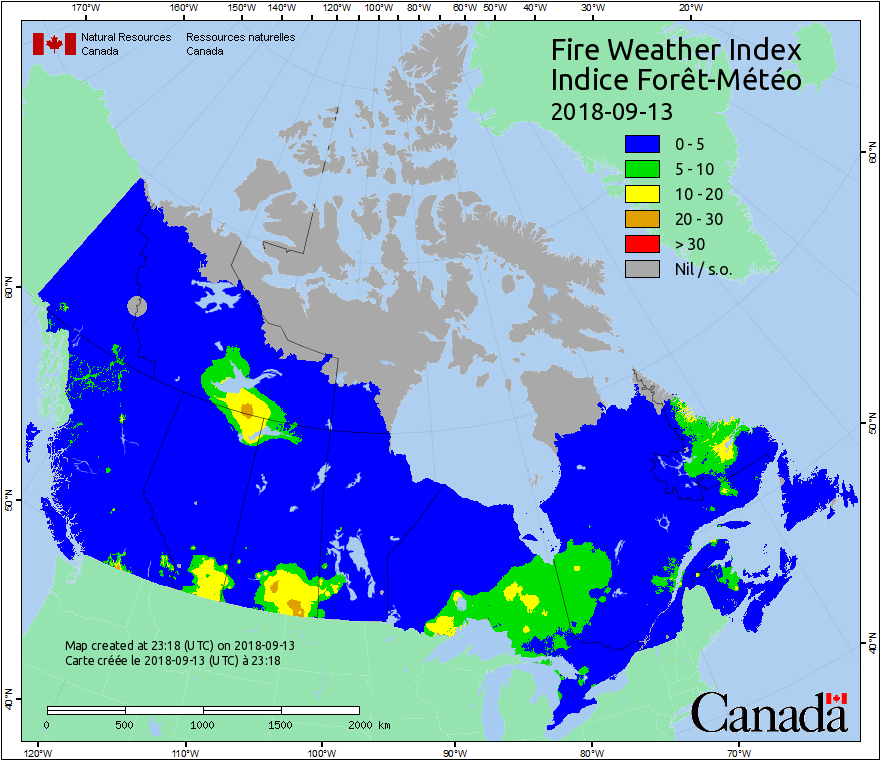 170°W 160°W 150°W 140°W 130°W 120°W 110°W 100°W 90°W 80°W 60°W 50°W 40°W 30°W 20°W
Natural Resources Ressources naturelles
Canada Canada
Fire Weather Index
Indice Forêt-Météo
2018-09-13
0 - 5
5 - 10
10 - 20
20 - 30
> 30
Nil / s.o.
60°N
60°N
50°N
50°N
40°N
40°N
Map created at 23:18 (UTC) on 2018-09-13
Carte créée le 2018-09-13 (UTC) à 23:18
0 500 1000 1500 2000 km
Canada
120°W 110°W 100°W 90°W 80°W 70°W